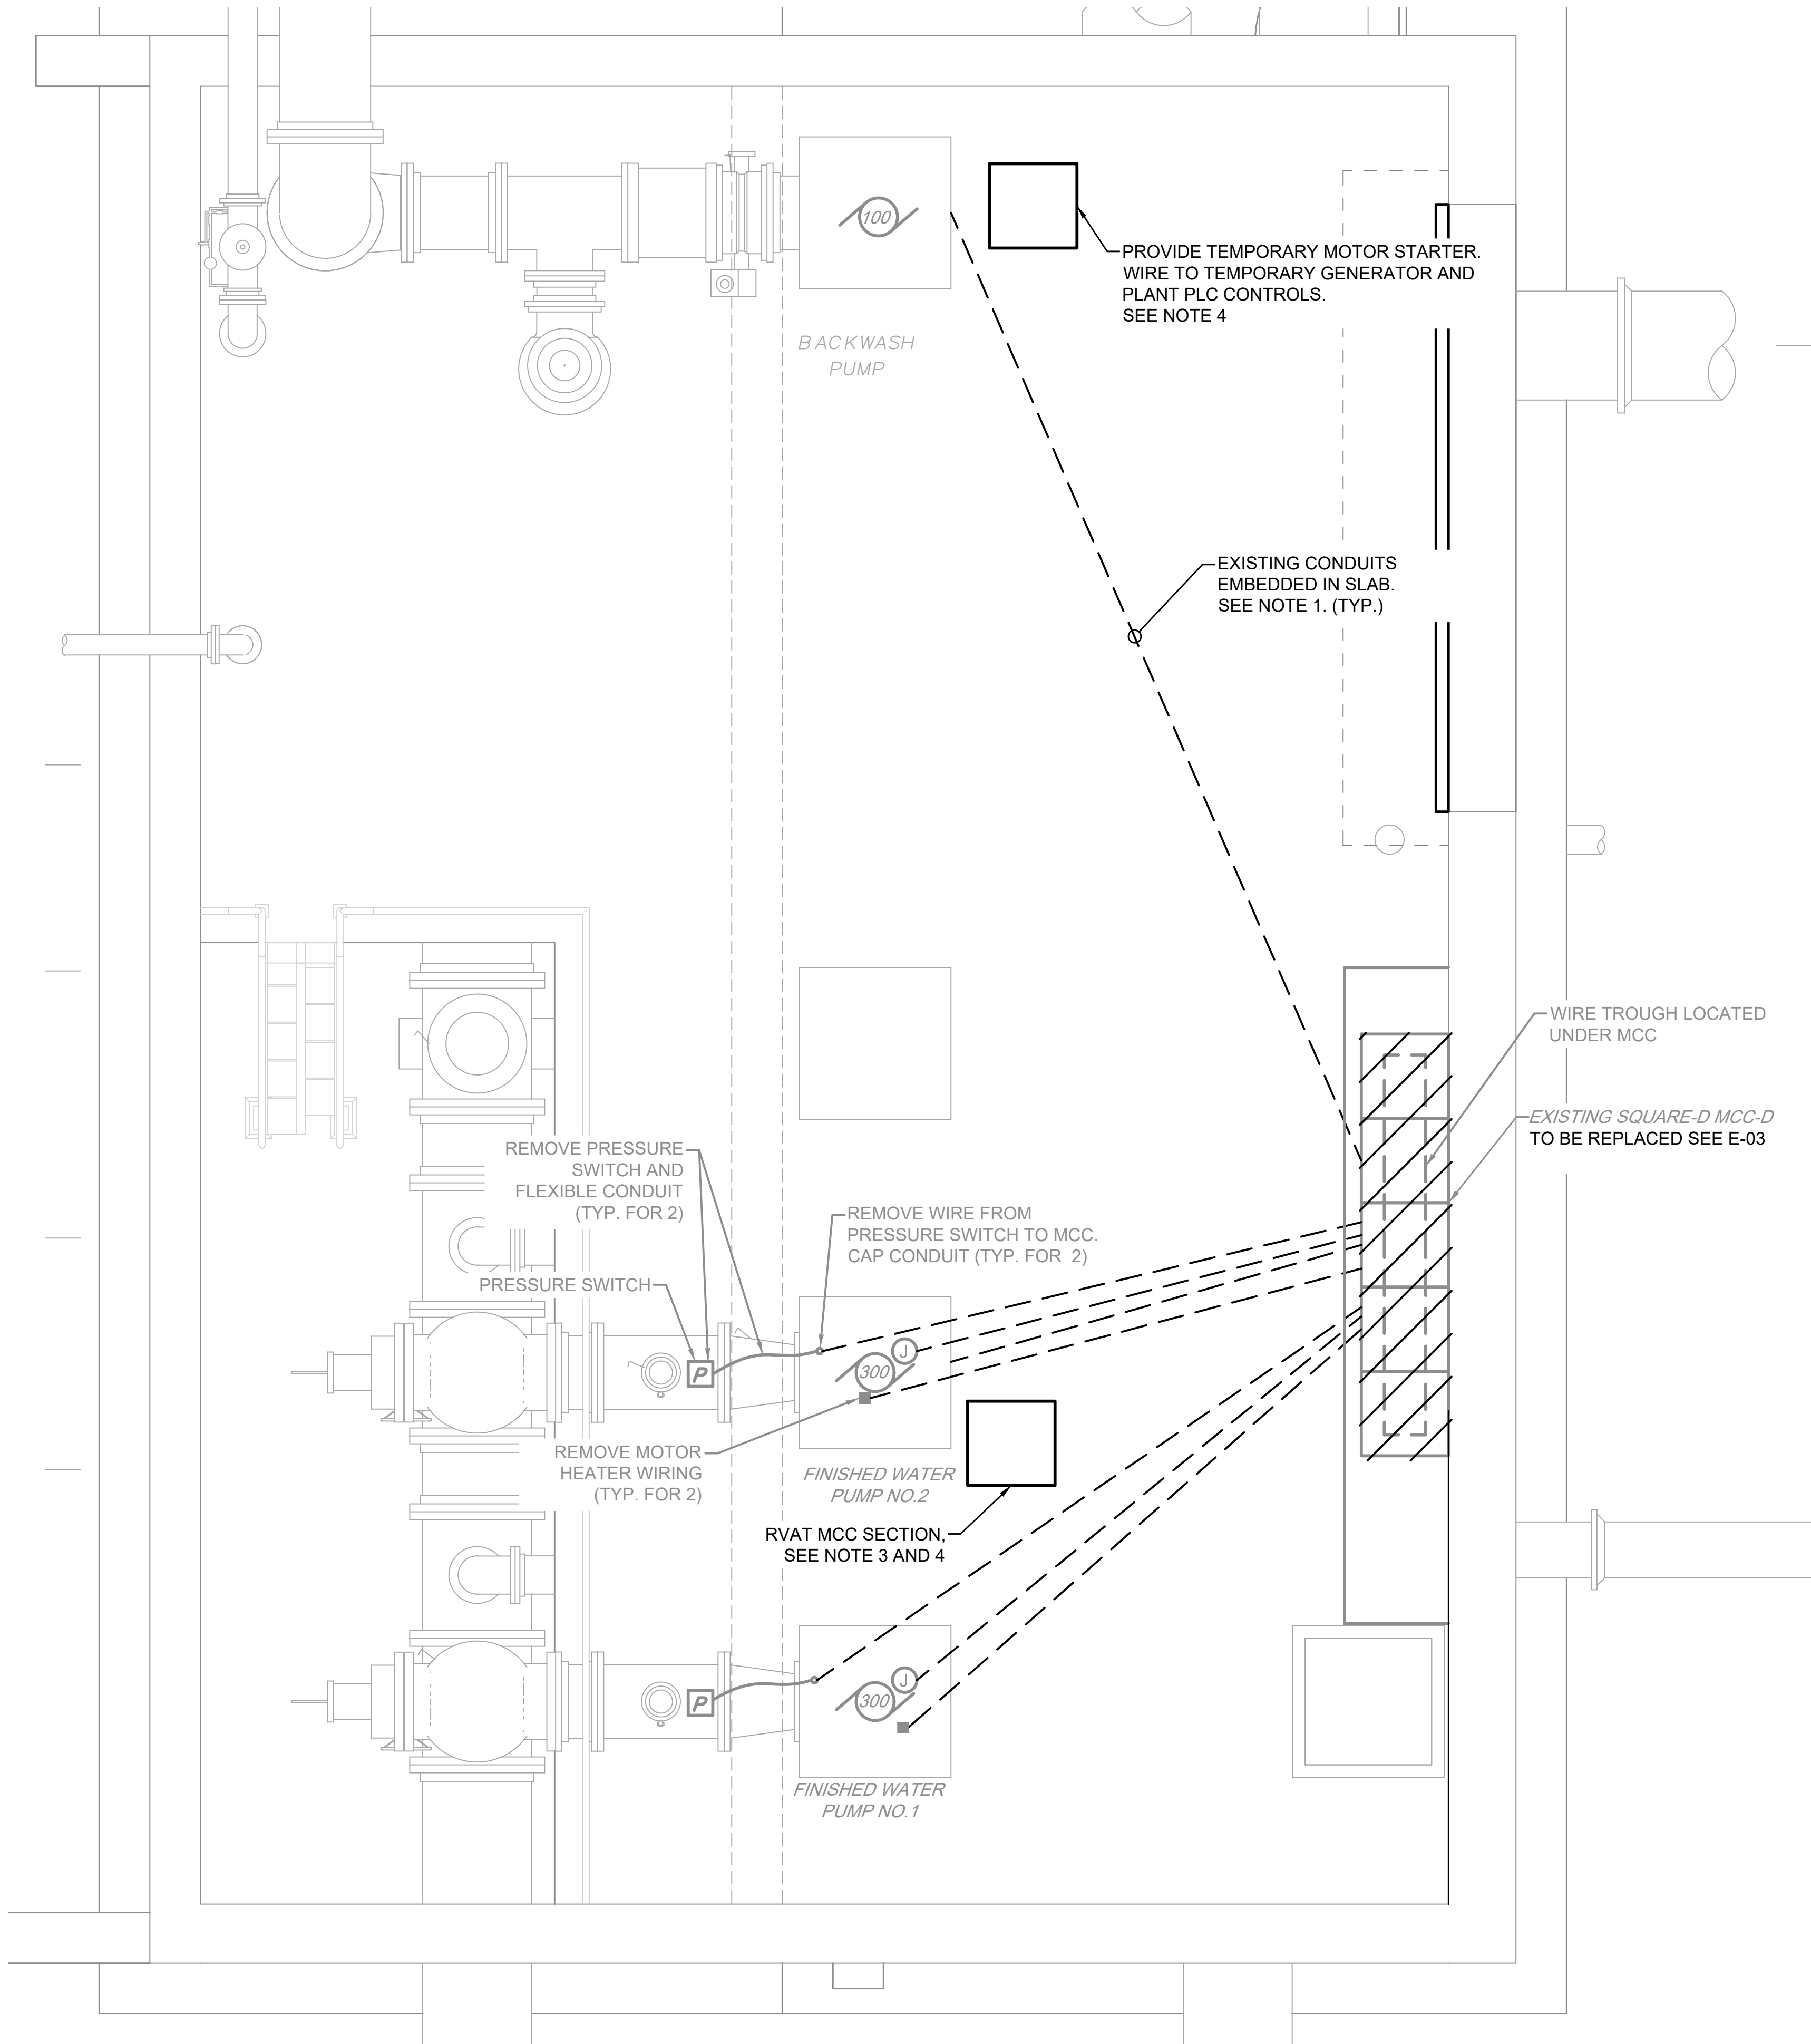 100
PROVIDE TEMPORARY MOTOR STARTER.
WIRE TO TEMPORARY GENERATOR AND
PLANT PLC CONTROLS.
SEE NOTE 4
BACKWASH
PUMP
EXISTING CONDUITS
EMBEDDED IN SLAB.
SEE NOTE 1. (TYP.)
WIRE TROUGH LOCATED
UNDER MCC
EXISTING SQUARE-D MCC-D
TO BE REPLACED SEE E-03
REMOVE PRESSURE
SWITCH AND
FLEXIBLE CONDUIT
(TYP. FOR 2)
REMOVE WIRE FROM
PRESSURE SWITCH TO MCC.
CAP CONDUIT (TYP. FOR 2)
PRESSURE SWITCH
P
J
300
REMOVE MOTOR
HEATER WIRING
(TYP. FOR 2)
FINISHED WATER
PUMP NO.2
RVAT MCC SECTION,
SEE NOTE 3 AND 4
P
J
300
FINISHED WATER
PUMP NO.1